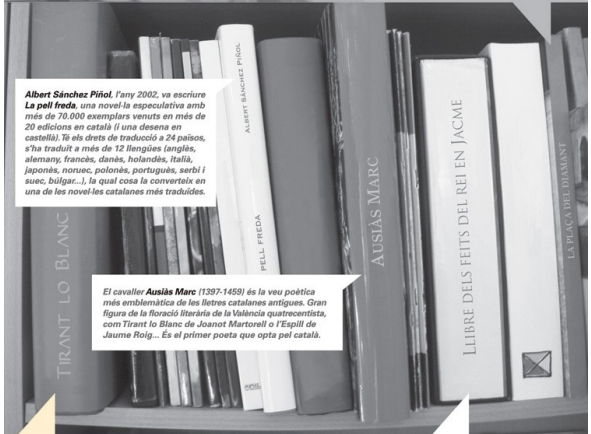 Albert Sánchez Piñol, l'any 2002, va escriure
La pell freda, una novel·la especulativa amb
més de 70.000 exemplars venuts en més de
20 edicions en català (i una desena en
castellà). Té els drets de traducció a 24 països,
s'ha traduït a més de 12 llengües (anglès,
alemany, francès, danès, holandès, italià,
japonès, noruec, polonès, portuguès, serbi i
suec, búlgar...), la qual cosa la converteix en
una de les novel·les catalanes més traduïdes.
El cavaller Ausiàs Marc (1397-1459) és la veu poètica
més emblemàtica de les lletres catalanes antigues. Gran
figura de la floració literària de la València quatrecentista,
com Tirant lo Blanc de Joanot Martorell o l'Espill de
Jaume Roig... És el primer poeta que opta pel català.
TIRANT LO BLANC
ALBERT SÁNCHEZ PIÑOL
PELL FREDA
AUSIÀS MARC
LLIBRE DELS FEITS DEL REI EN JACME
LA PLAÇA DEL DIAMANT